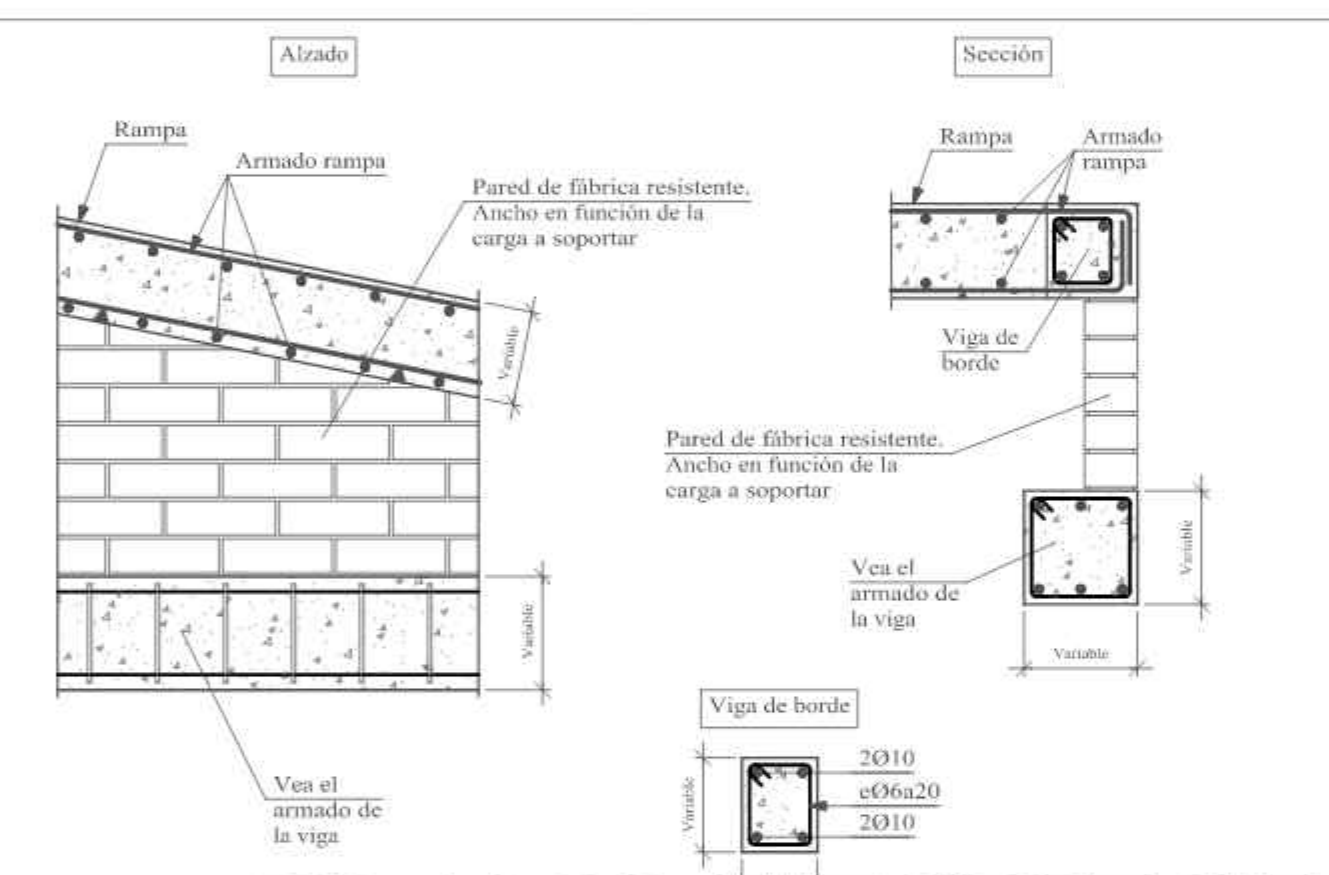 Alzado
Rampa
Armado rampa
Pared de fábrica resistente.
Ancho en función de la
carga a soportar
Variable
Variable
Vea el
armado de
la viga
Sección
Rampa
Armado
rampa
Viga de
borde
Pared de fábrica resistente.
Ancho en función de la
carga a soportar
Vea el
armado de
la viga
Variable
Variable
Viga de borde
Variable
2Ø10
eØ6a20
2Ø10